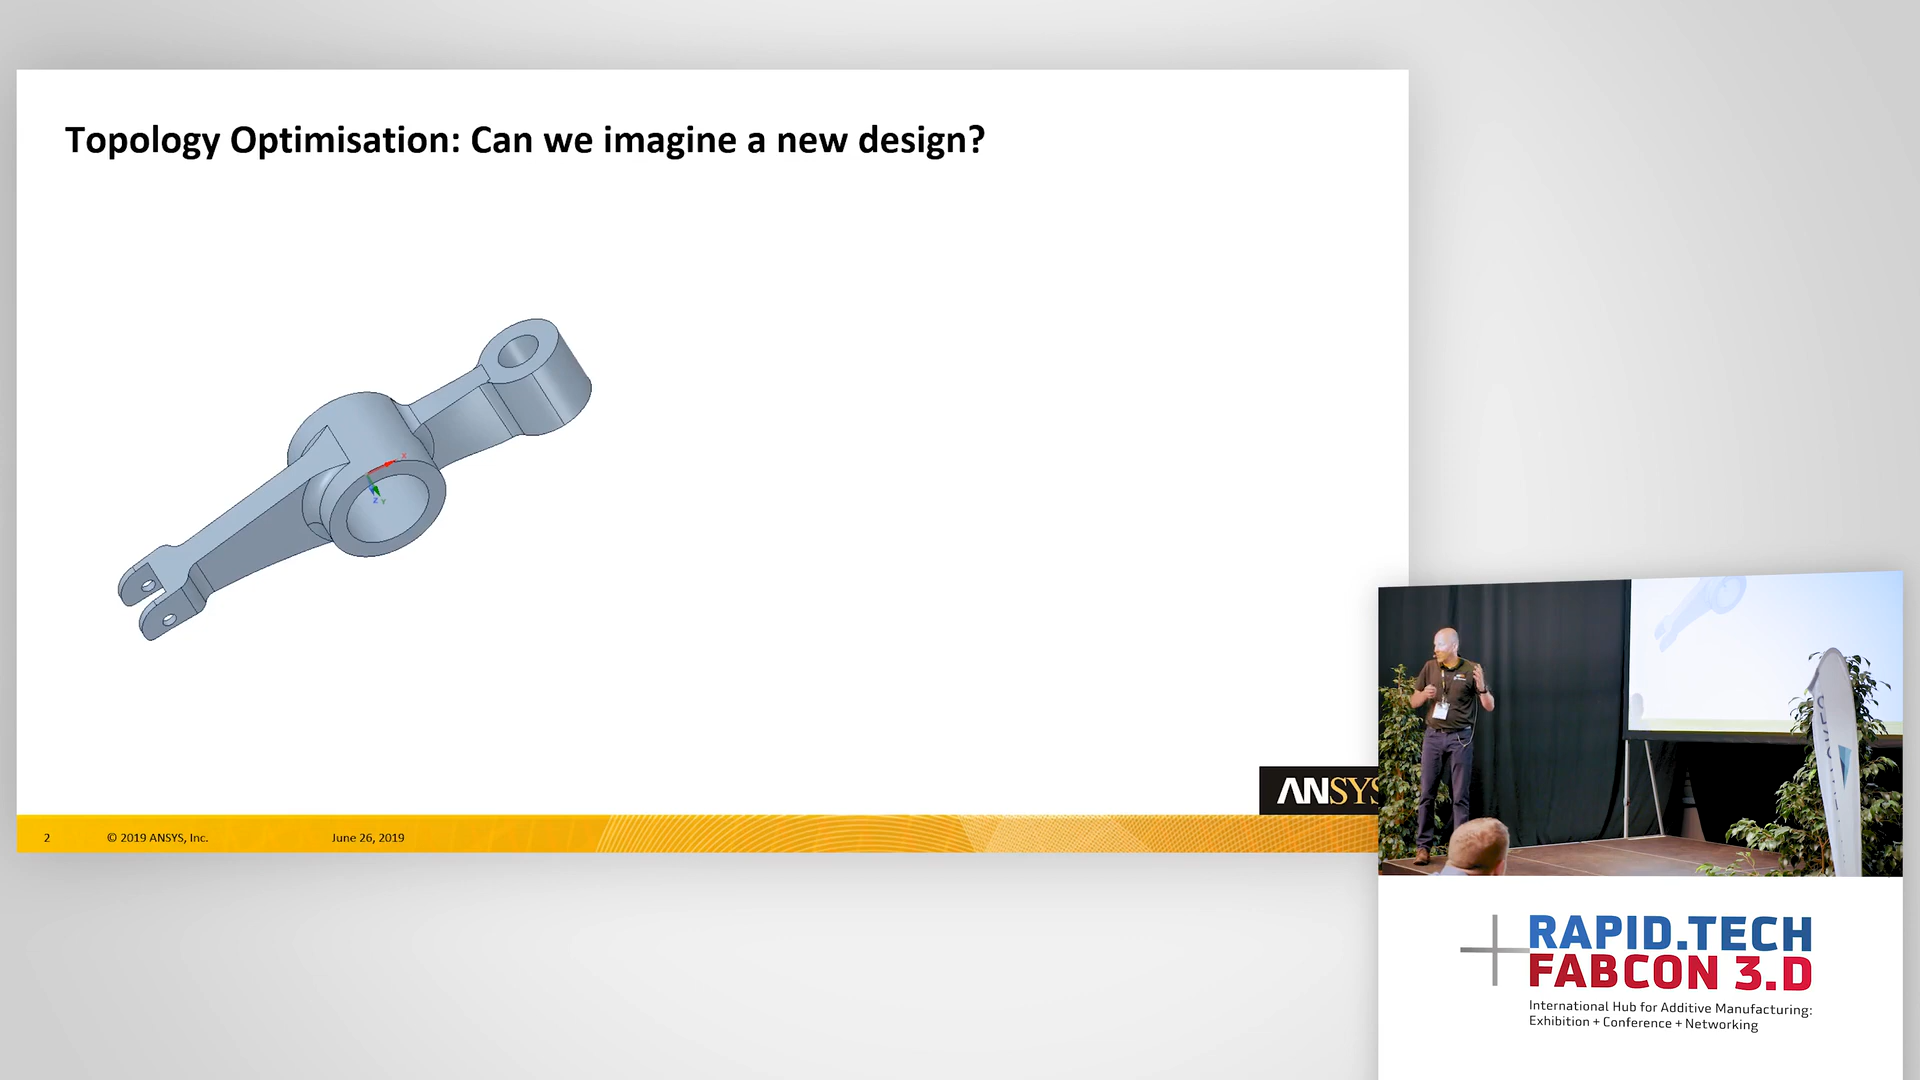 Topology Optimisation: Can we imagine a new design?
X
Z Y
ANSYS
2 © 2019 ANSYS, Inc. June 26, 2019
RAPID.TECH
FABCON 3.D
International Hub for Additive Manufacturing:
Exhibition + Conference + Networking